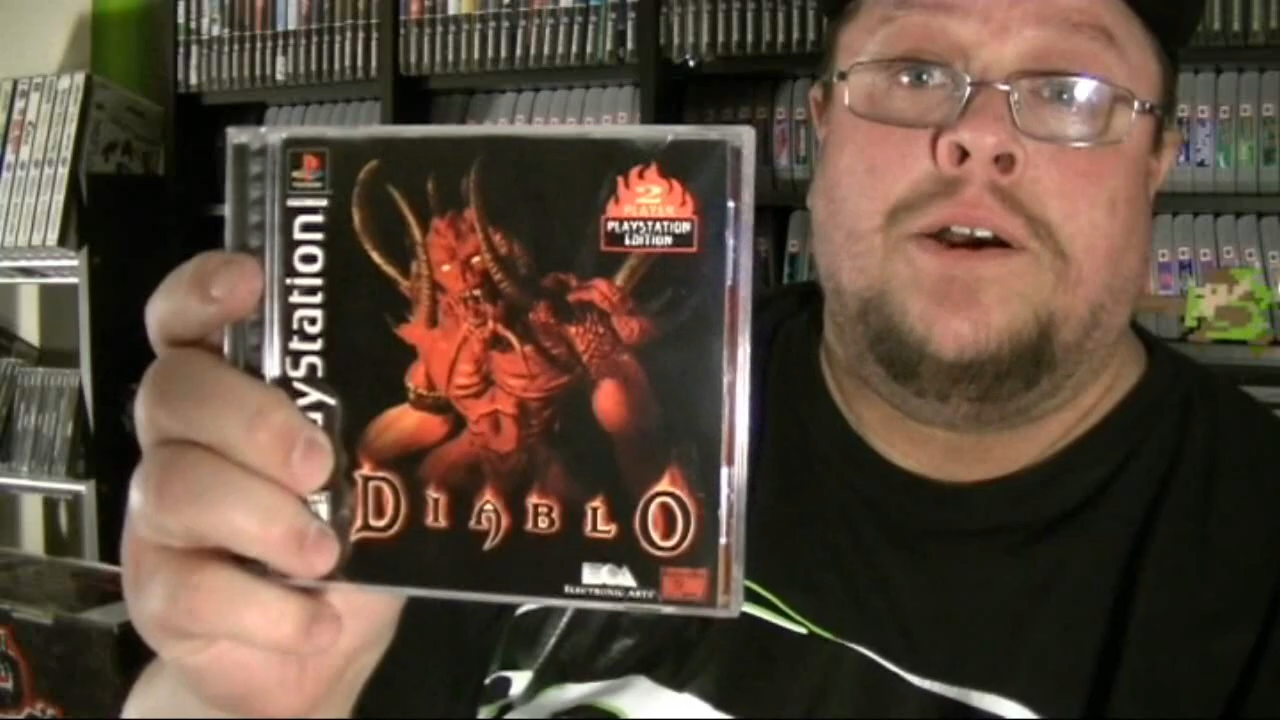 PlayStation
2
PLAYER
PLAYSTATION
EDITION
DIABLO
ELECTRONIC ARTS